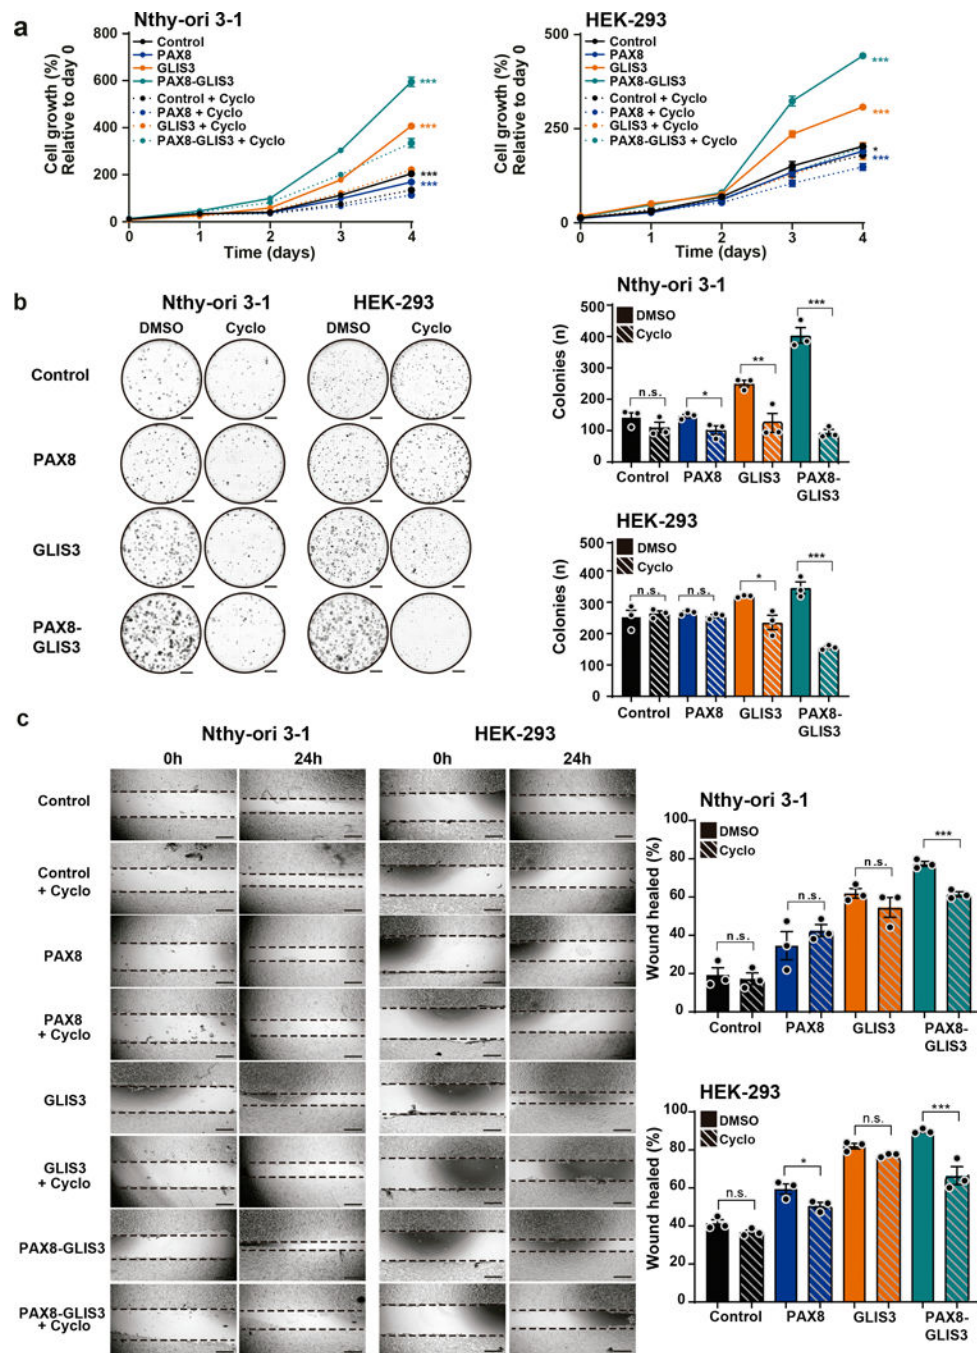 a
Nthy-ori 3-1
Cell growth (%)
Relative to day 0
800
600
400
200
0
0 1 2 3 4
Time (days)
Control
PAX8
GLIS3
PAX8-GLIS3
Control + Cyclo
PAX8 + Cyclo
GLIS3 + Cyclo
PAX8-GLIS3 + Cyclo
***
***
***
***
HEK-293
Cell growth (%)
Relative to day 0
500
250
0
0 1 2 3 4
Time (days)
Control
PAX8
GLIS3
PAX8-GLIS3
Control + Cyclo
PAX8 + Cyclo
GLIS3 + Cyclo
PAX8-GLIS3 + Cyclo
***
***
*
***
b
Nthy-ori 3-1 HEK-293
DMSO Cyclo DMSO Cyclo
Control
PAX8
GLIS3
PAX8-
GLIS3
Nthy-ori 3-1
Colonies (n)
500
400
300
200
100
0
DMSO
Cyclo
n.s. * ** ***
Control PAX8 GLIS3 PAX8-
GLIS3
HEK-293
Colonies (n)
500
400
300
200
100
0
DMSO
Cyclo
n.s. n.s. * ***
Control PAX8 GLIS3 PAX8-
GLIS3
c
Nthy-ori 3-1 HEK-293
0h 24h 0h 24h
Control
Control
+ Cyclo
PAX8
PAX8
+ Cyclo
GLIS3
GLIS3
+ Cyclo
PAX8-GLIS3
PAX8-GLIS3
+ Cyclo
Nthy-ori 3-1
Wound healed (%)
100
80
60
40
20
0
DMSO
Cyclo
n.s. n.s. n.s. ***
Control PAX8 GLIS3 PAX8-
GLIS3
HEK-293
Wound healed (%)
100
80
60
40
20
0
DMSO
Cyclo
n.s. * n.s. ***
Control PAX8 GLIS3 PAX8-
GLIS3